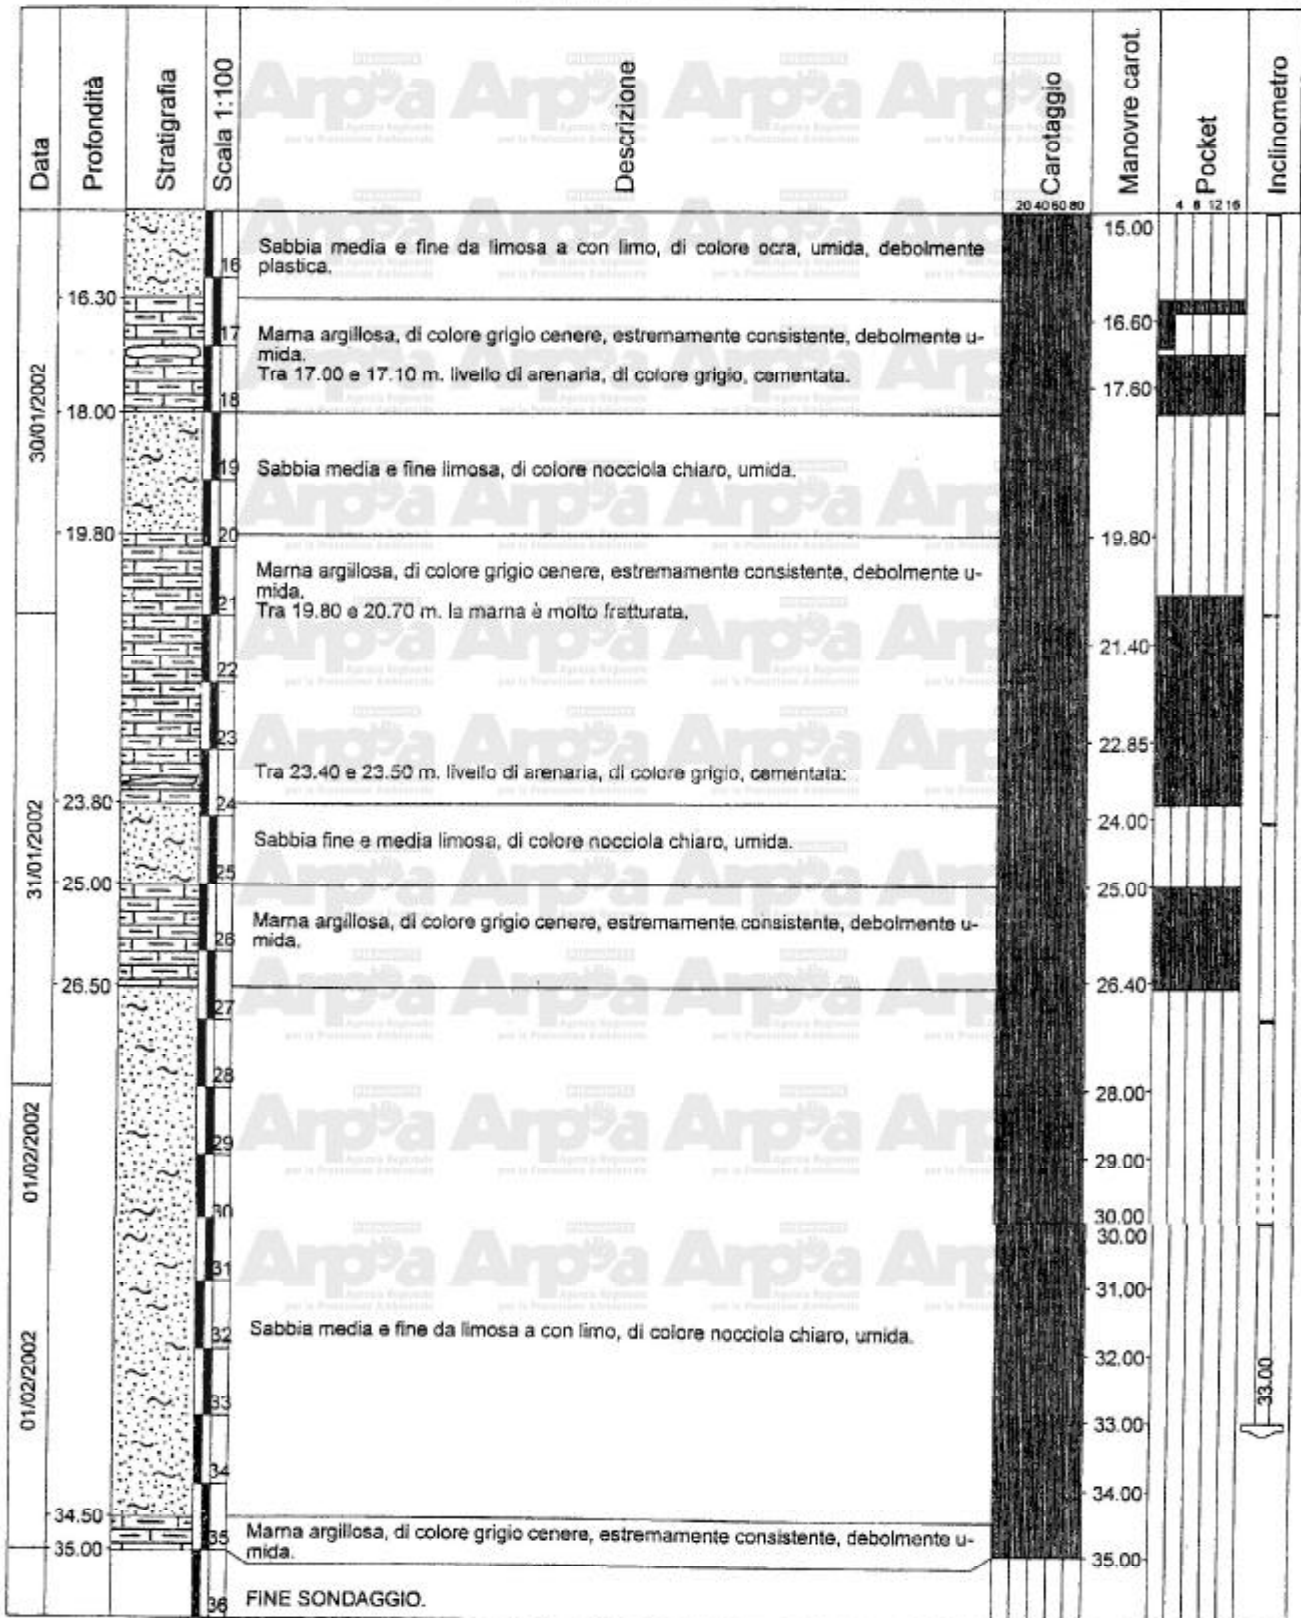 Data
Profondità
Stratigrafia
Scala 1:100
Descrizione
Carotaggio
Manovre carot.
Pocket
Inclinometro
20 40 60 80
4 8 12 16
30/01/2002
31/01/2002
01/02/2002
01/02/2002
16.30
18.00
19.80
23.80
25.00
26.50
34.50
35.00
16
17
18
19
20
21
22
23
24
25
26
27
28
29
30
31
32
33
34
35
36
Sabbia media e fine da limosa a con limo, di colore ocra, umida, debolmente
plastica.
Marna argillosa, di colore grigio cenere, estremamente consistente, debolmente u-
mida.
Tra 17.00 e 17.10 m. livello di arenaria, di colore grigio, cementata.
Sabbia media e fine limosa, di colore nocciola chiaro, umida.
Marna argillosa, di colore grigio cenere, estremamente consistente, debolmente u-
mida.
Tra 19.80 e 20.70 m. la marna è molto fratturata.
Tra 23.40 e 23.50 m. livello di arenaria, di colore grigio, cementata.
Sabbia fine e media limosa, di colore nocciola chiaro, umida.
Marna argillosa, di colore grigio cenere, estremamente consistente, debolmente u-
mida.
Sabbia media e fine da limosa a con limo, di colore nocciola chiaro, umida.
Marna argillosa, di colore grigio cenere, estremamente consistente, debolmente u-
mida.
FINE SONDAGGIO.
15.00
16.60
17.60
19.80
21.40
22.85
24.00
25.00
26.40
28.00
29.00
30.00
30.00
31.00
32.00
33.00
34.00
35.00
33.00
PIEMONTE
Arpa
Agenzia Regionale
per la Protezione Ambientale